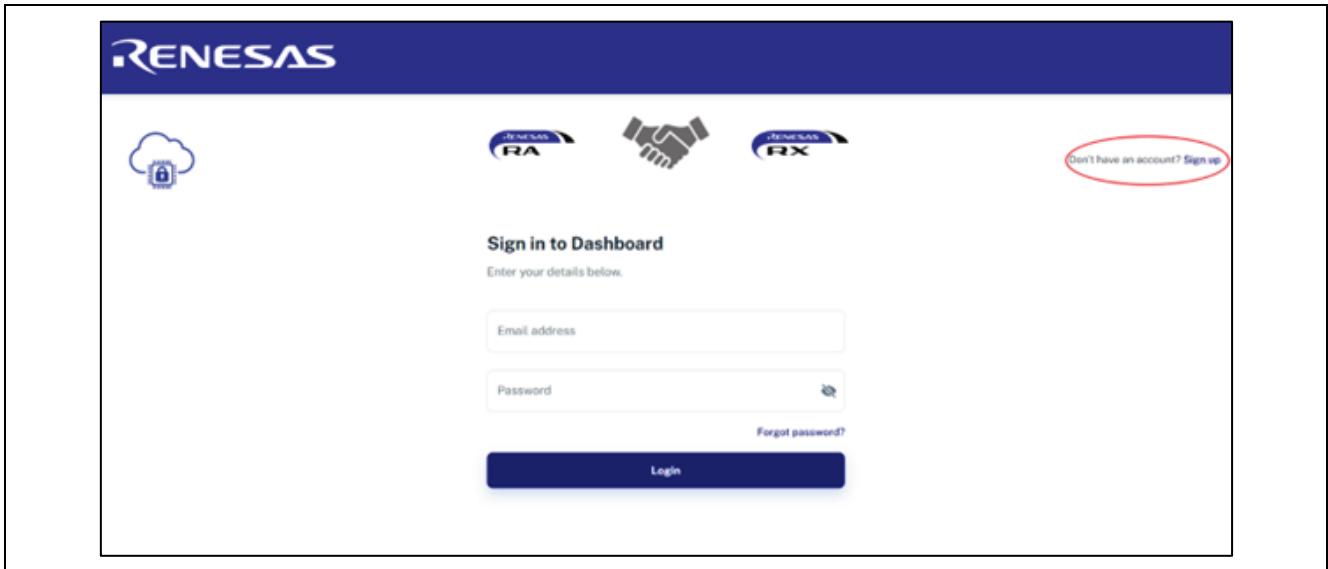 RENESAS
RENESAS
RA
RENESAS
RX
Don't have an account? Sign up
Sign in to Dashboard
Enter your details below.
Email address
Password
Forgot password?
Login